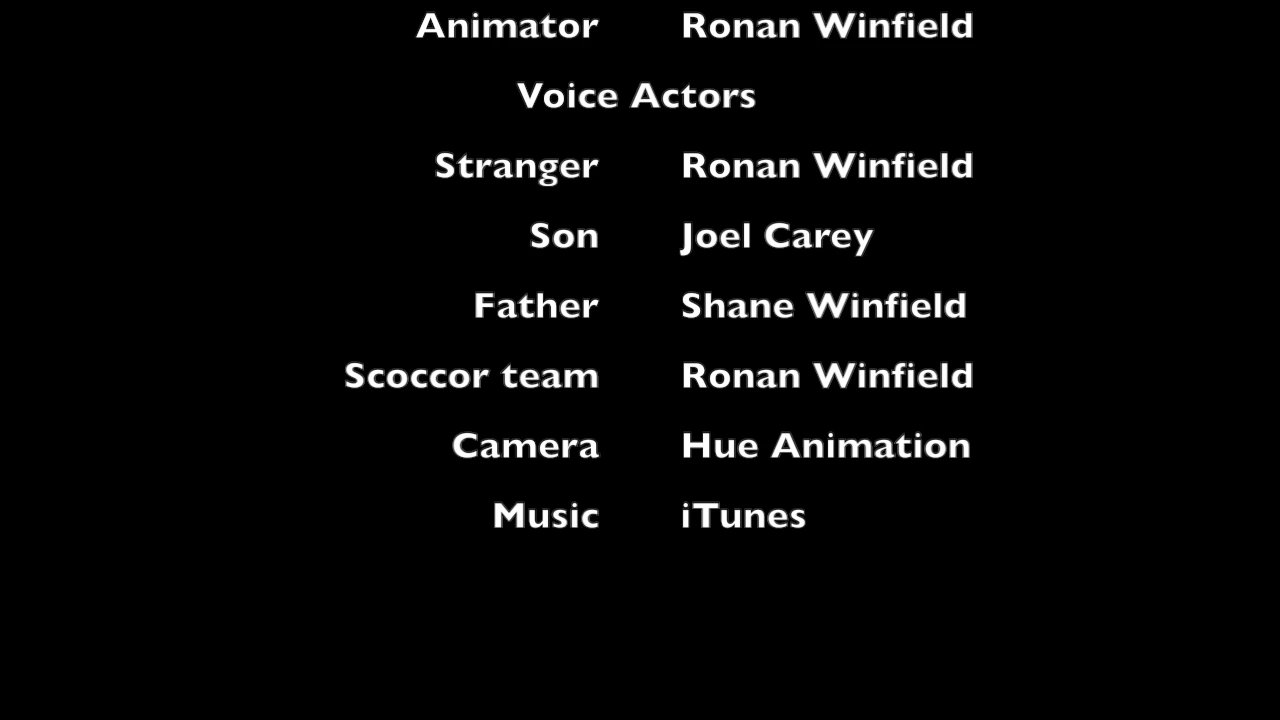 Animator Ronan Winfield
Voice Actors
Stranger Ronan Winfield
Son Joel Carey
Father Shane Winfield
Scoccor team Ronan Winfield
Camera Hue Animation
Music iTunes